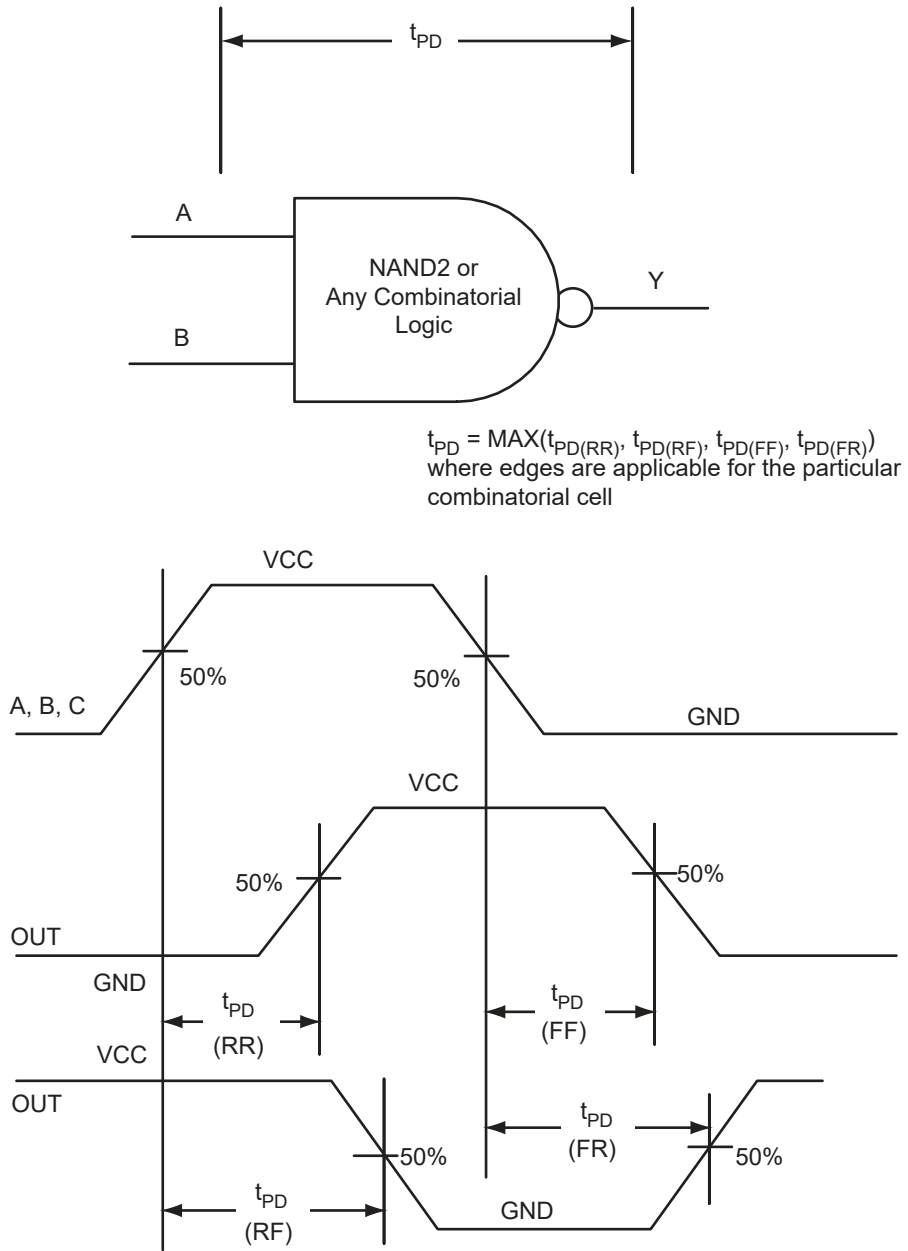 tPD
A
NAND2 or
Any Combinatorial
Logic
Y
B
tPD = MAX(tPD(RR), tPD(RF), tPD(FF), tPD(FR))
where edges are applicable for the particular
combinatorial cell
VCC
50%
50%
A, B, C
GND
VCC
50%
50%
OUT
GND
tPD
(RR)
tPD
(FF)
VCC
OUT
tPD
(FR)
50%
50%
tPD
(RF)
GND